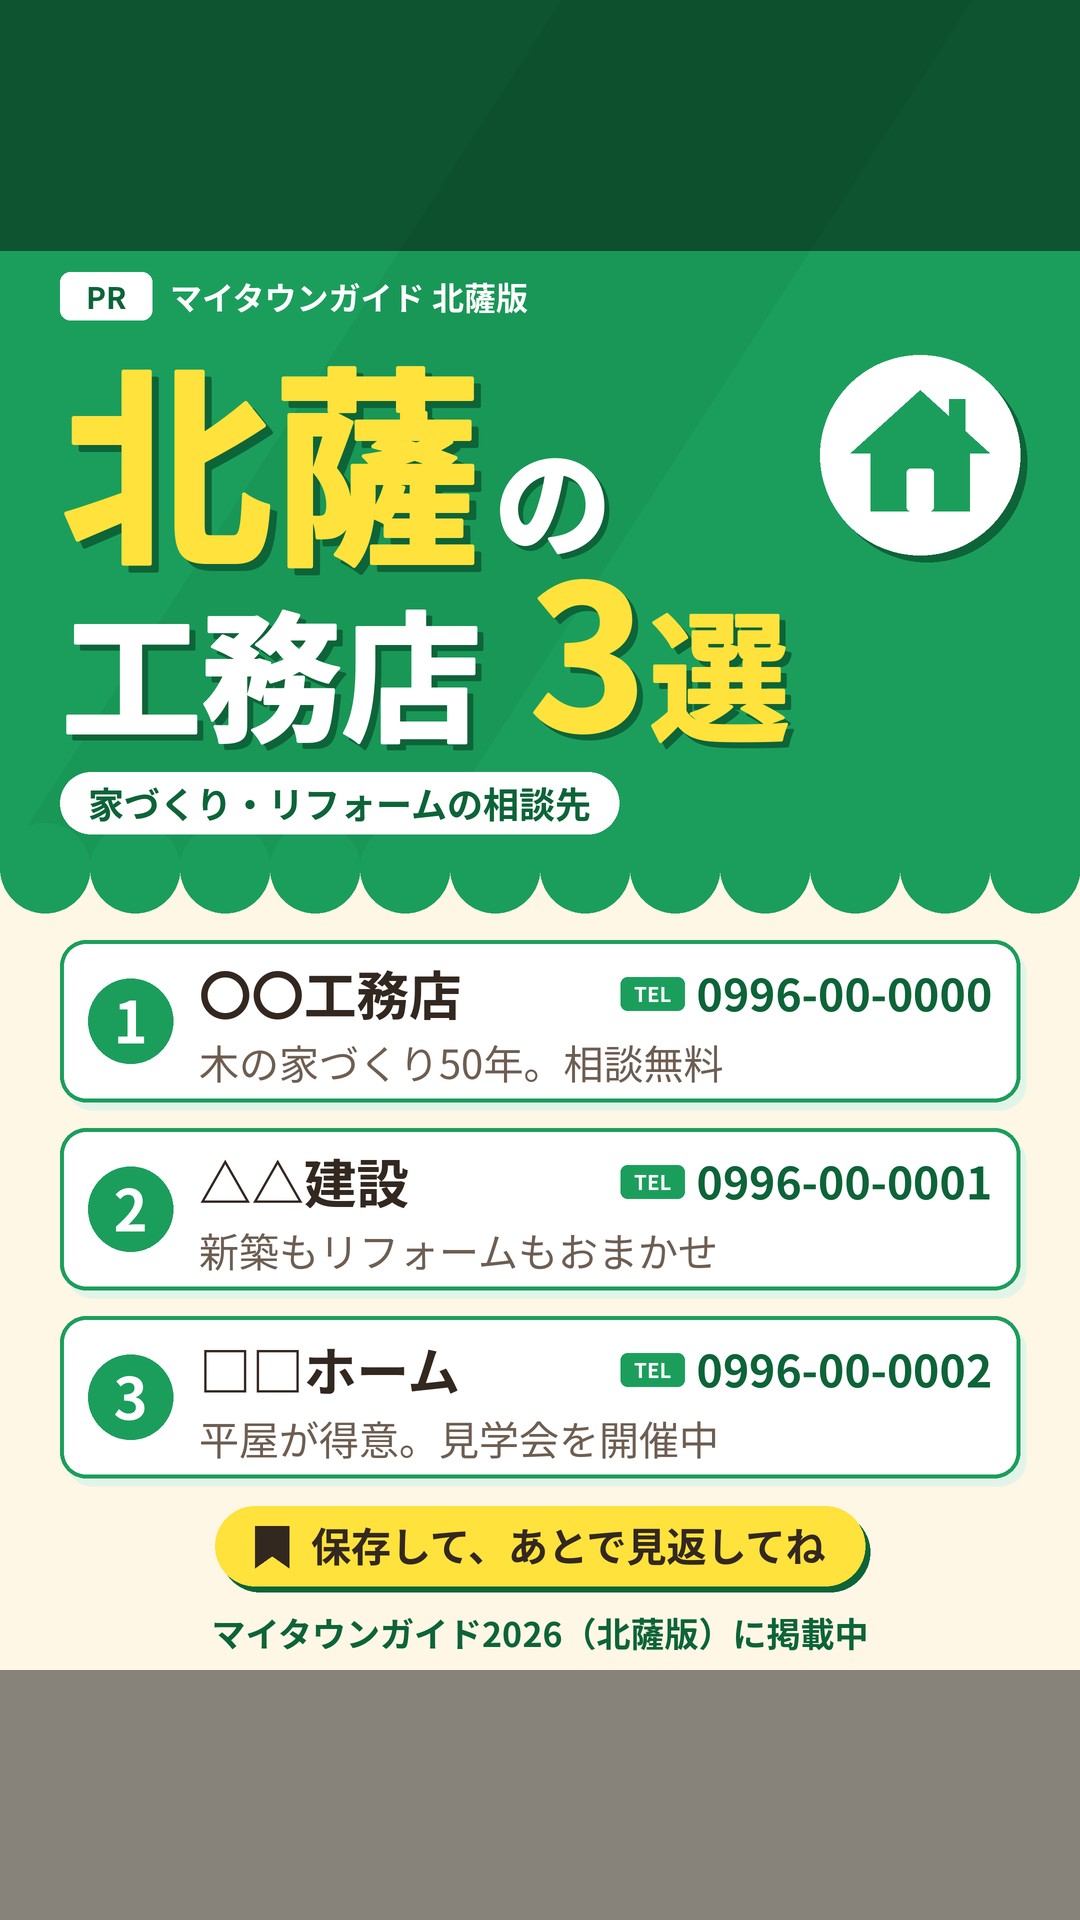 PR マイタウンガイド 北薩版
北薩の
工務店 3選
家づくり・リフォームの相談先
1 〇〇工務店 TEL 0996-00-0000
木の家づくり50年。相談無料
2 △△建設 TEL 0996-00-0001
新築もリフォームもおまかせ
3 □□ホーム TEL 0996-00-0002
平屋が得意。見学会を開催中
保存して、あとで見返してね
マイタウンガイド2026（北薩版）に掲載中